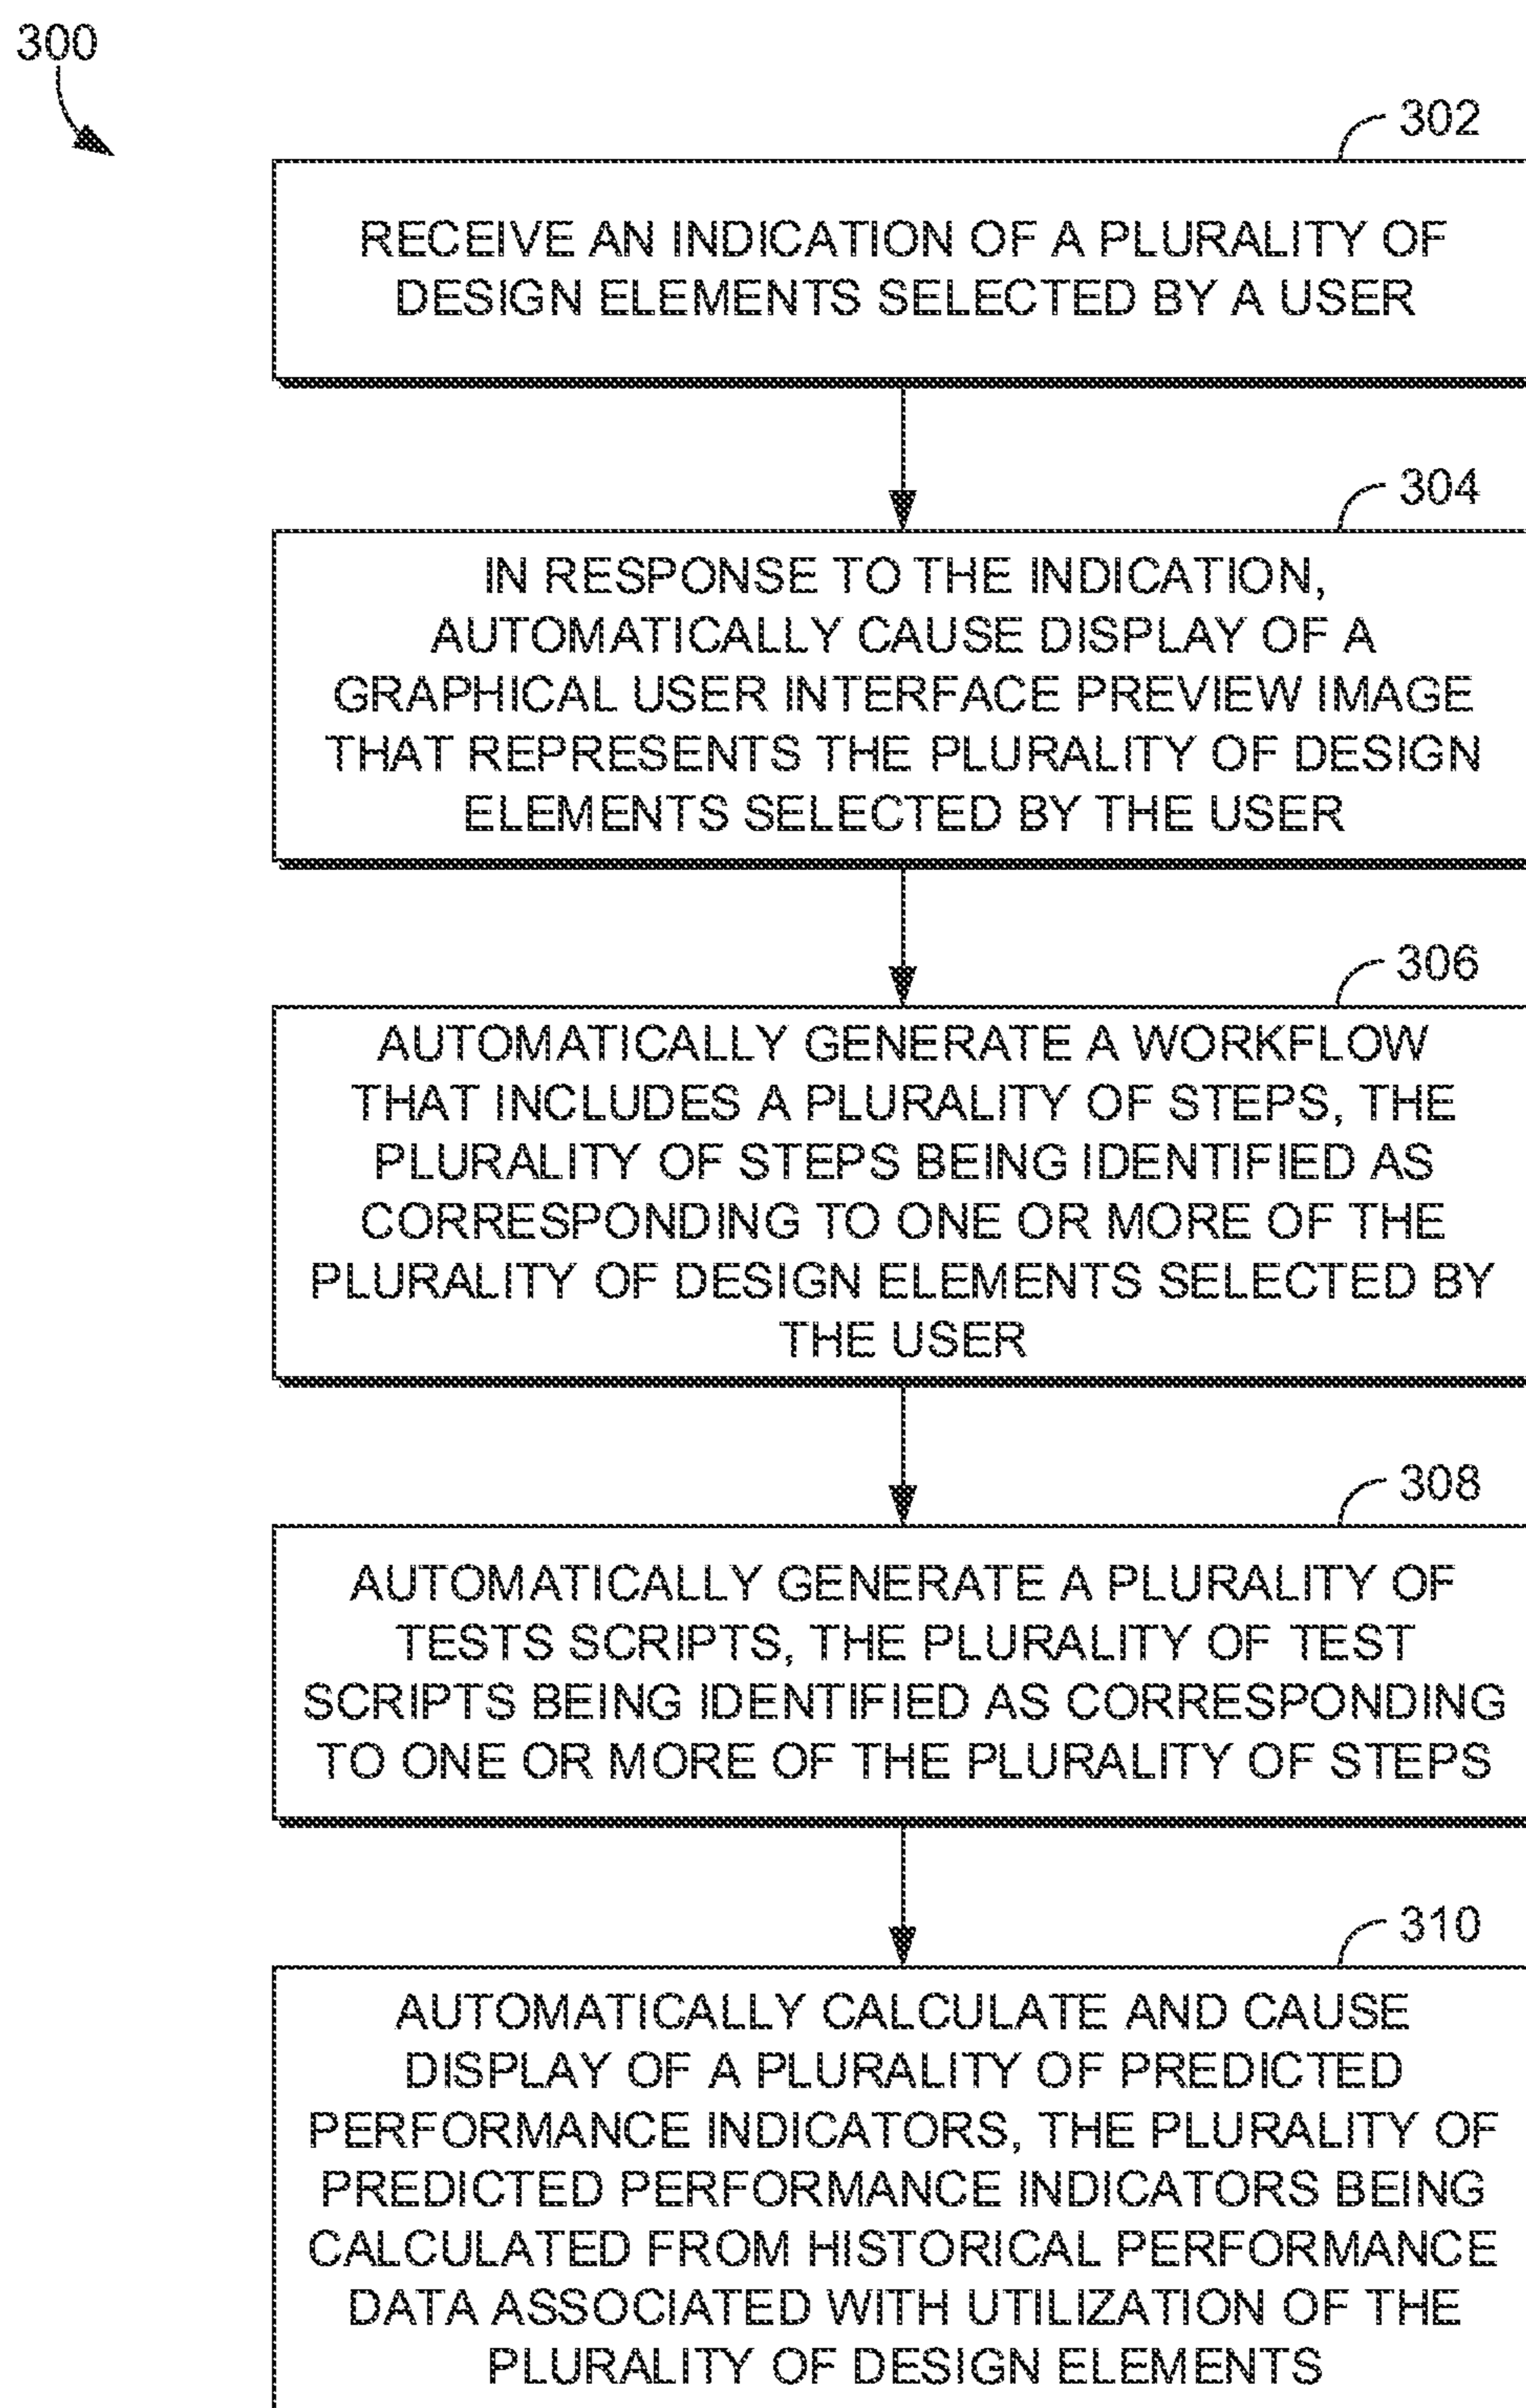 300
302
RECEIVE AN INDICATION OF A PLURALITY OF
DESIGN ELEMENTS SELECTED BY A USER
304
IN RESPONSE TO THE INDICATION,
AUTOMATICALLY CAUSE DISPLAY OF A
GRAPHICAL USER INTERFACE PREVIEW IMAGE
THAT REPRESENTS THE PLURALITY OF DESIGN
ELEMENTS SELECTED BY THE USER
306
AUTOMATICALLY GENERATE A WORKFLOW
THAT INCLUDES A PLURALITY OF STEPS, THE
PLURALITY OF STEPS BEING IDENTIFIED AS
CORRESPONDING TO ONE OR MORE OF THE
PLURALITY OF DESIGN ELEMENTS SELECTED BY
THE USER
308
AUTOMATICALLY GENERATE A PLURALITY OF
TESTS SCRIPTS, THE PLURALITY OF TEST
SCRIPTS BEING IDENTIFIED AS CORRESPONDING
TO ONE OR MORE OF THE PLURALITY OF STEPS
310
AUTOMATICALLY CALCULATE AND CAUSE
DISPLAY OF A PLURALITY OF PREDICTED
PERFORMANCE INDICATORS, THE PLURALITY OF
PREDICTED PERFORMANCE INDICATORS BEING
CALCULATED FROM HISTORICAL PERFORMANCE
DATA ASSOCIATED WITH UTILIZATION OF THE
PLURALITY OF DESIGN ELEMENTS